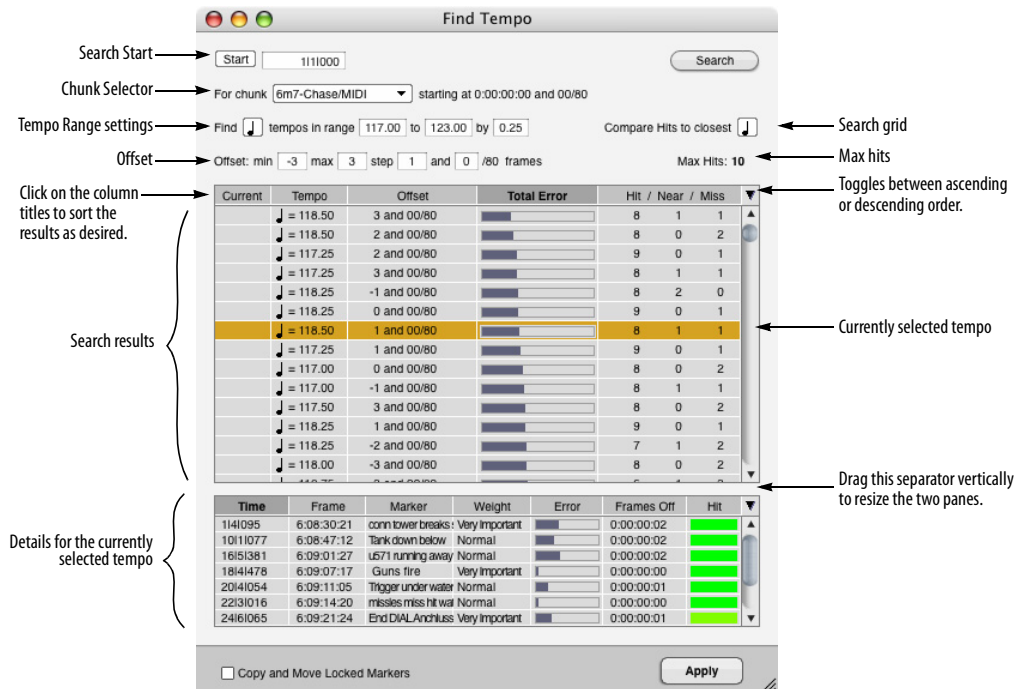 Find Tempo
Search Start
Start 1|1|000 Search
Chunk Selector
For chunk 6m7-Chase/MIDI starting at 0:00:00:00 and 00/80
Tempo Range settings
Find ♩ tempos in range 117.00 to 123.00 by 0.25 Compare Hits to closest ♩
Search grid
Offset
Offset: min -3 max 3 step 1 and 0 /80 frames Max Hits: 10
Max hits
Click on the column
titles to sort the
results as desired.
Toggles between ascending
or descending order.
Current Tempo Offset Total Error Hit / Near / Miss
♩ = 118.50 3 and 00/80 8 1 1
♩ = 118.50 2 and 00/80 8 0 2
♩ = 117.25 2 and 00/80 9 0 1
♩ = 117.25 3 and 00/80 8 1 1
♩ = 118.25 -1 and 00/80 8 2 0
♩ = 118.25 0 and 00/80 9 0 1
♩ = 118.50 1 and 00/80 8 1 1
♩ = 117.25 1 and 00/80 9 0 1
♩ = 117.00 0 and 00/80 8 0 2
♩ = 117.00 -1 and 00/80 8 1 1
♩ = 117.50 3 and 00/80 8 0 2
♩ = 118.25 1 and 00/80 9 0 1
♩ = 118.25 -2 and 00/80 7 1 2
♩ = 118.00 -3 and 00/80 8 0 2
Search results
Currently selected tempo
Drag this separator vertically
to resize the two panes.
Time Frame Marker Weight Error Frames Off Hit
1|4|095 6:08:30:21 conn tower breaks Very Important 0:00:00:02
10|1|077 6:08:47:12 Tank down below Normal 0:00:00:02
16|5|381 6:09:01:27 u571 running away Normal 0:00:00:02
18|4|478 6:09:07:17 Guns fire Very Important 0:00:00:00
20|4|054 6:09:11:05 Trigger under water Normal 0:00:00:01
22|3|016 6:09:14:20 missles miss hit wat Normal 0:00:00:00
24|6|065 6:09:21:24 End DIAL Anchluss Very Important 0:00:00:01
Details for the currently
selected tempo
Copy and Move Locked Markers Apply